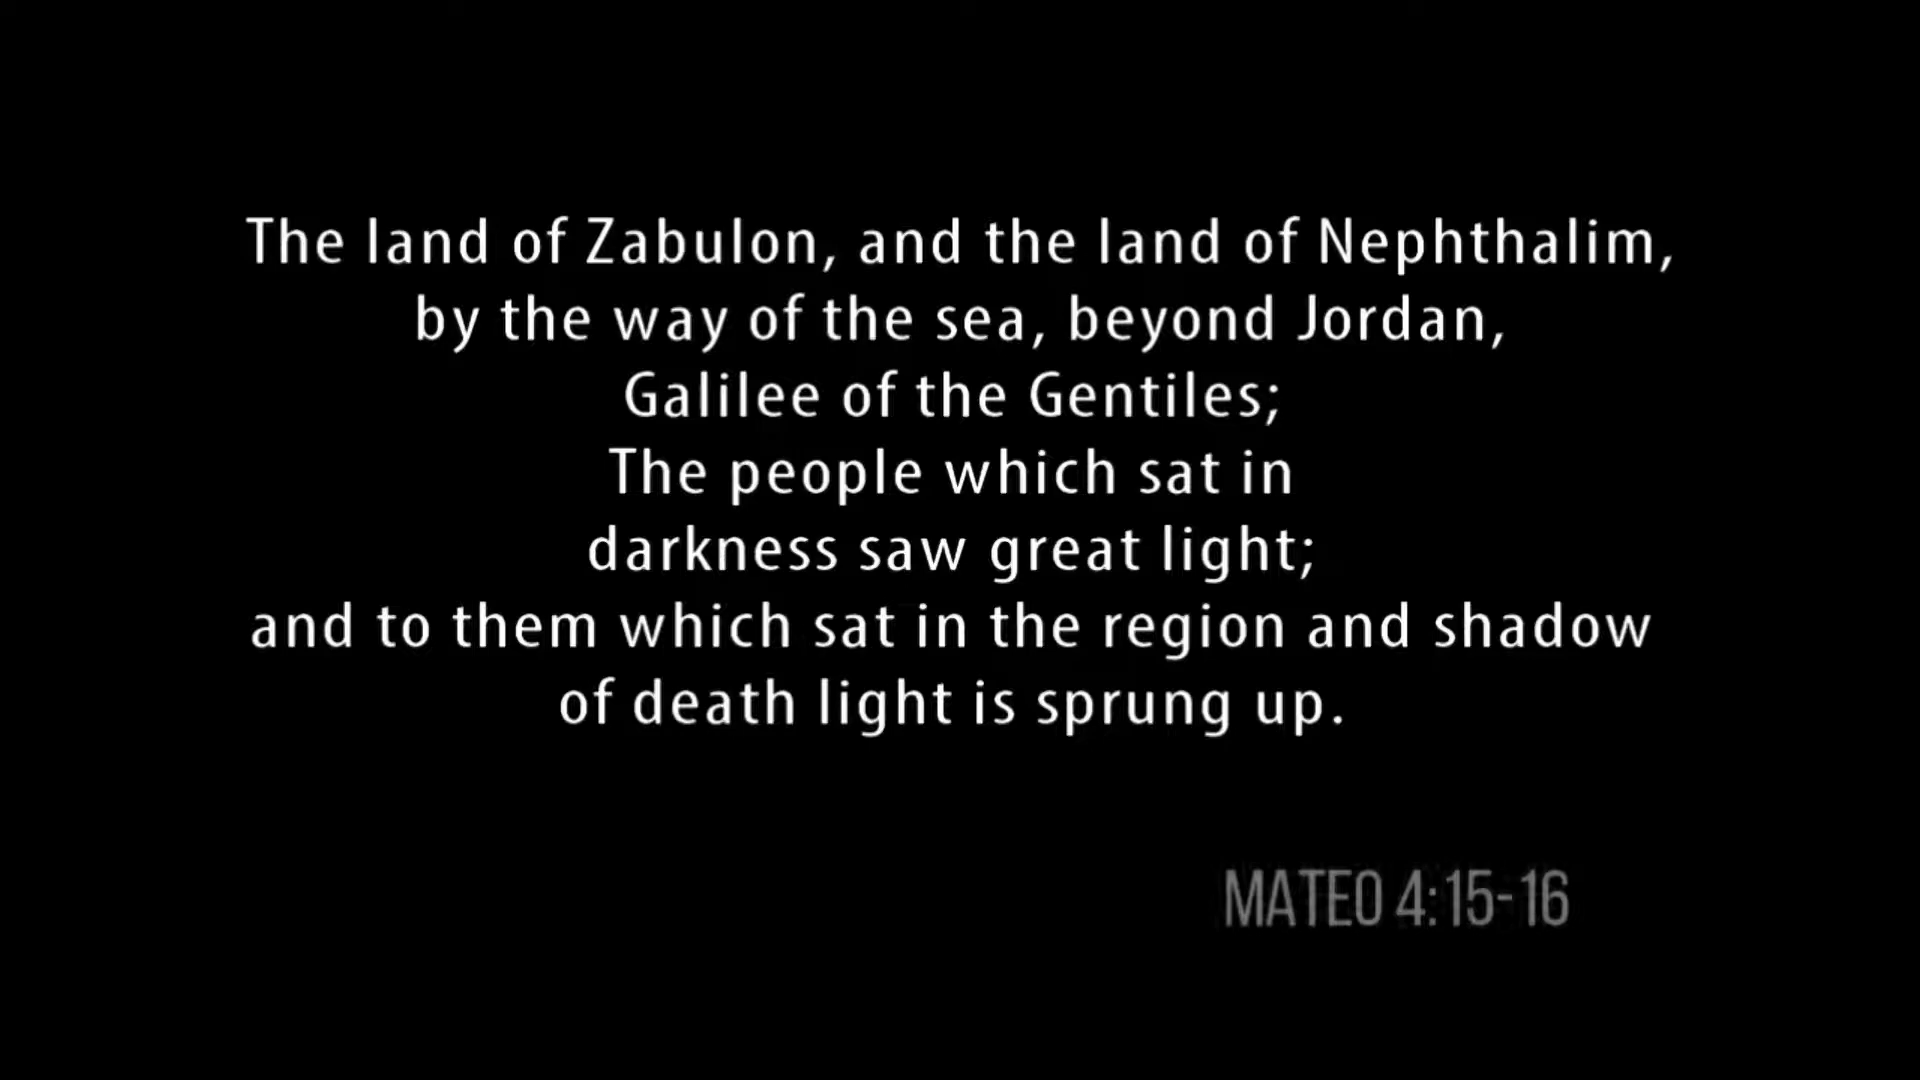 The land of Zabulon, and the land of Nephthalim,
by the way of the sea, beyond Jordan,
Galilee of the Gentiles;
The people which sat in
darkness saw great light;
and to them which sat in the region and shadow
of death light is sprung up.
MATEO 4:15-16